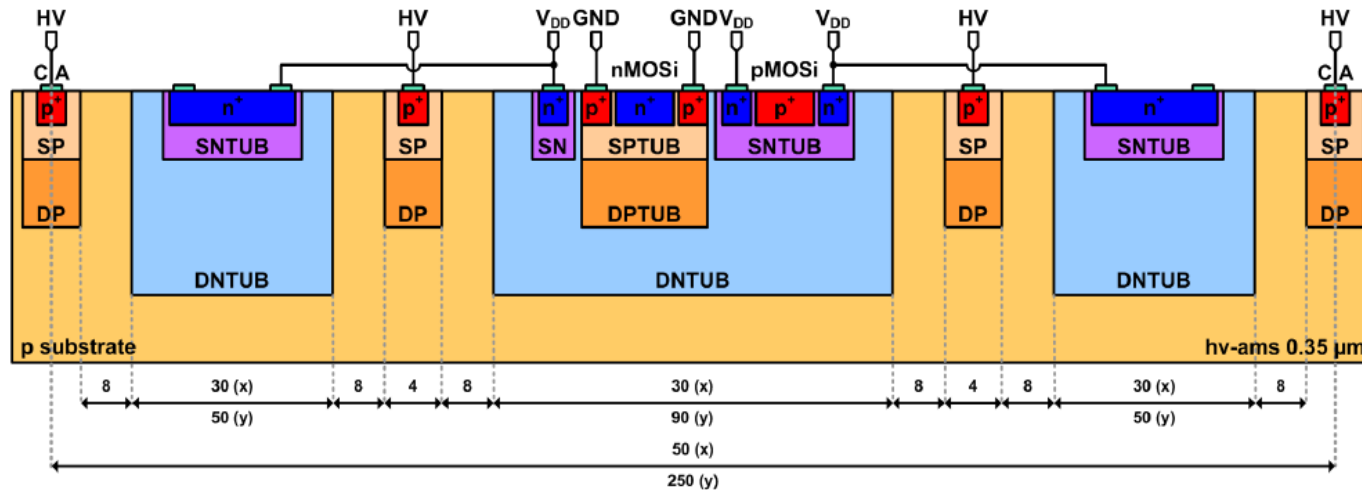 HV HV V_DD GND GND V_DD V_DD HV HV
C A nMOSi pMOSi C A
p⁺ n⁺ p⁺ n⁺ p⁺ n⁺ p⁺ n⁺ p⁺ n⁺ p⁺ n⁺ p⁺
SP SNTUB SP SN SPTUB SNTUB SP SNTUB SP
DP DP DPTUB DP DP
DNTUB DNTUB DNTUB
p substrate hv-ams 0.35 µm
8 30 (x) 8 4 8 30 (x) 8 4 8 30 (x) 8
50 (y) 90 (y) 50 (y)
50 (x)
250 (y)